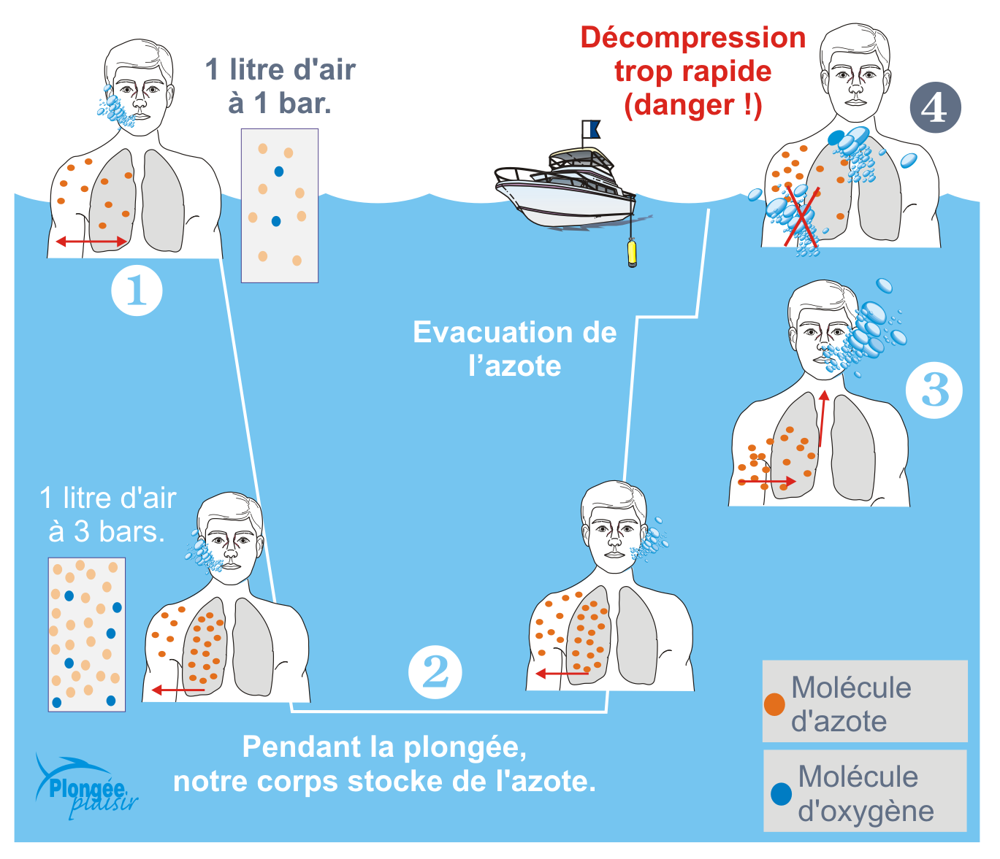 1 litre d'air
à 1 bar.
Décompression
trop rapide
(danger !)
4
1
Evacuation de
l’azote
3
1 litre d'air
à 3 bars.
2
Pendant la plongée,
notre corps stocke de l'azote.
Molécule
d'azote
Molécule
d'oxygène
Plongée
plaisir